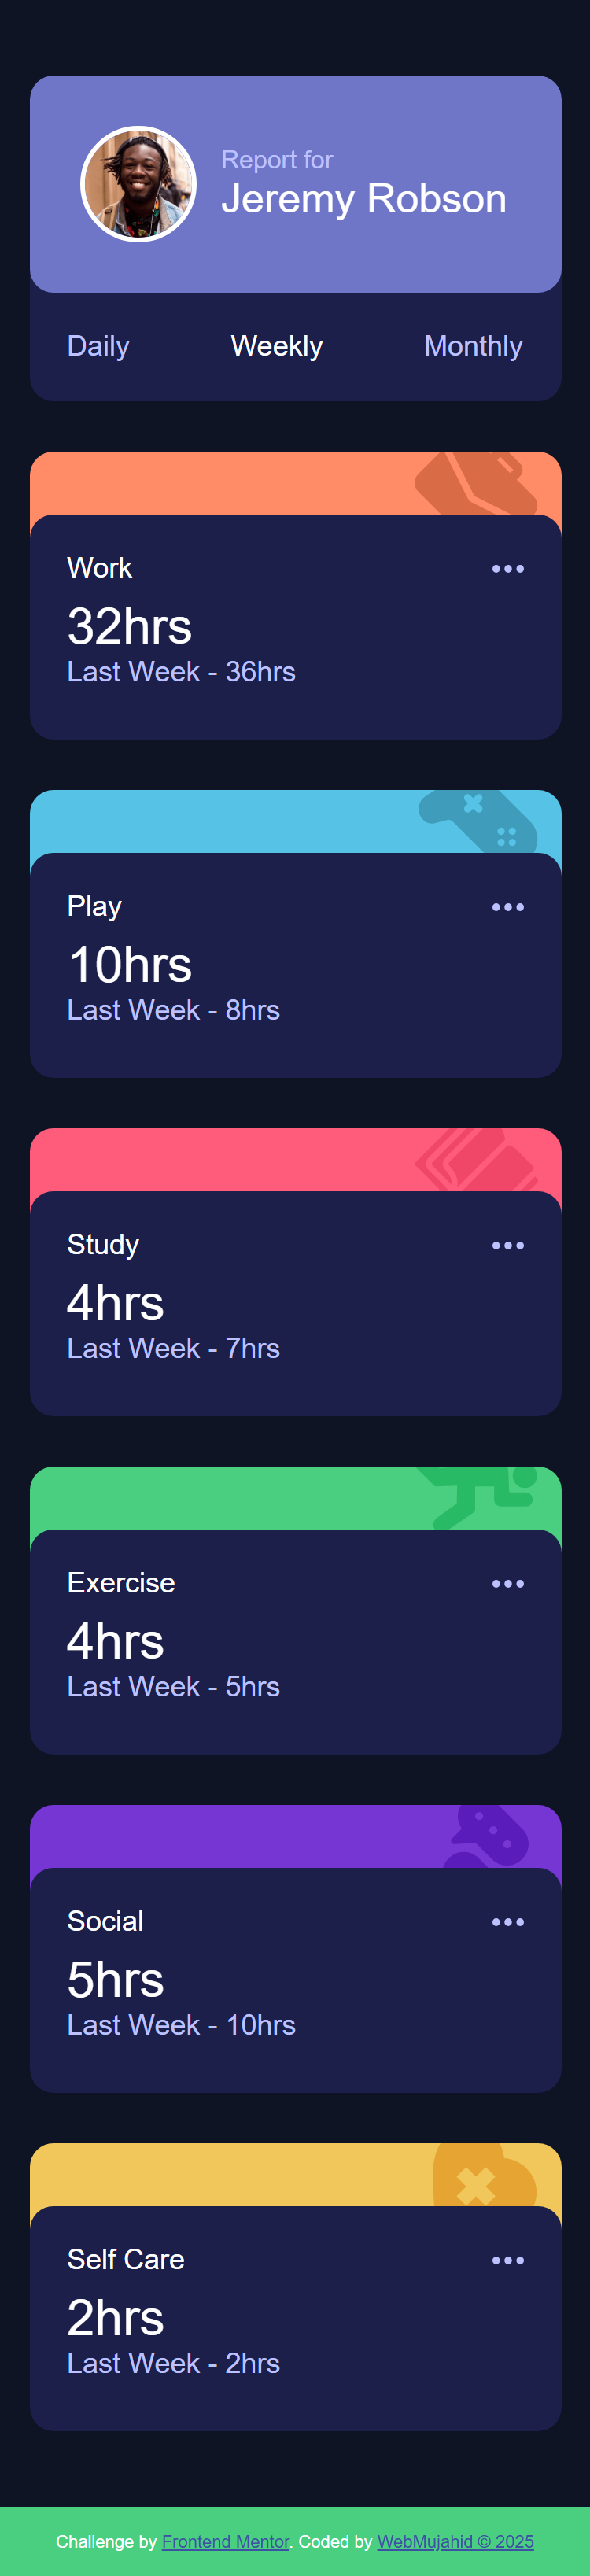 Report for
Jeremy Robson
Daily Weekly Monthly
Work
32hrs
Last Week - 36hrs
Play
10hrs
Last Week - 8hrs
Study
4hrs
Last Week - 7hrs
Exercise
4hrs
Last Week - 5hrs
Social
5hrs
Last Week - 10hrs
Self Care
2hrs
Last Week - 2hrs
Challenge by Frontend Mentor. Coded by WebMujahid © 2025